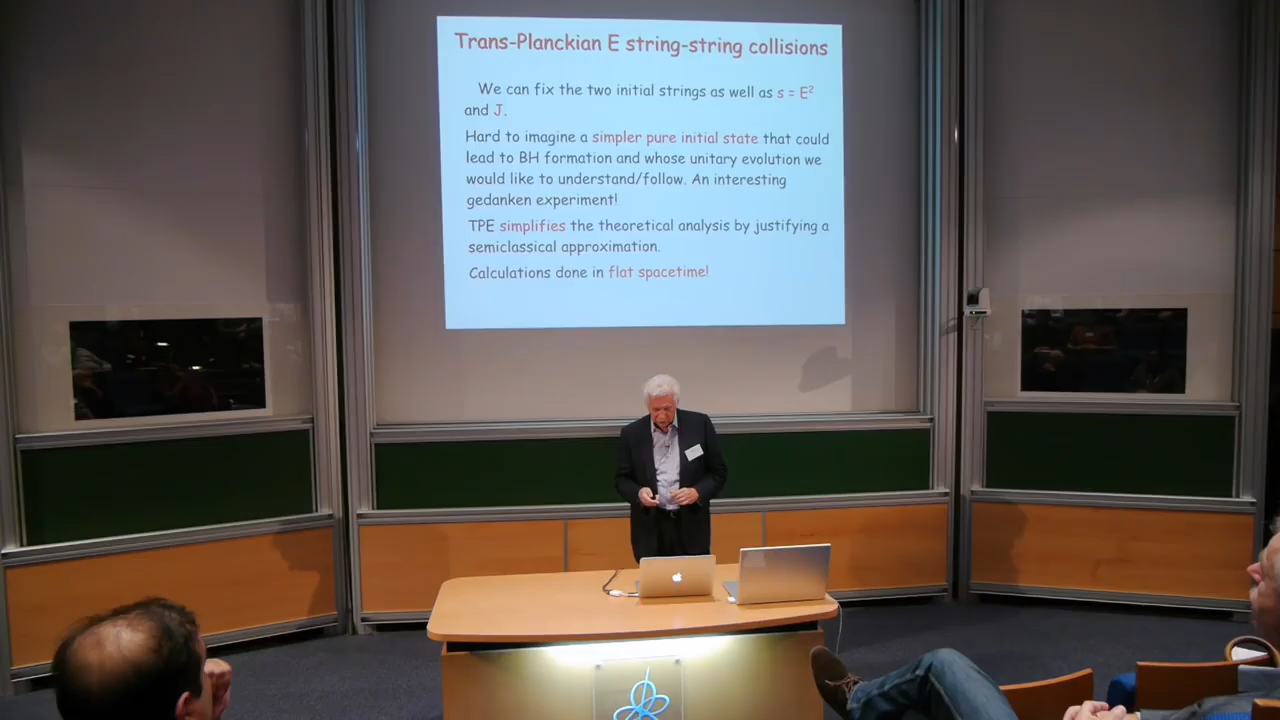 Trans-Planckian E string-string collisions
We can fix the two initial strings as well as s = E²
and J.
Hard to imagine a simpler pure initial state that could
lead to BH formation and whose unitary evolution we
would like to understand/follow. An interesting
gedanken experiment!
TPE simplifies the theoretical analysis by justifying a
semiclassical approximation.
Calculations done in flat spacetime!